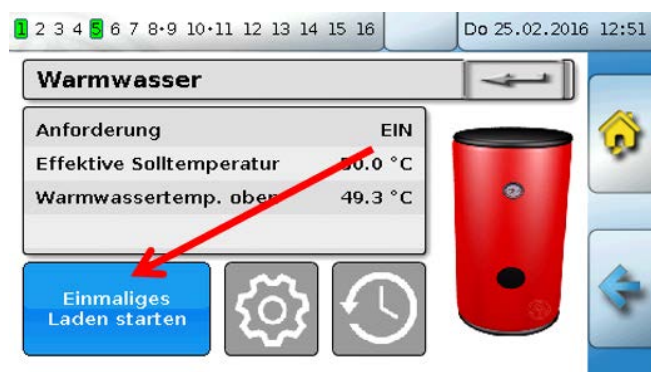 1 2 3 4 5 6 7 8·9 10·11 12 13 14 15 16 Do 25.02.2016 12:51
Warmwasser
Anforderung EIN
Effektive Solltemperatur 50.0 °C
Warmwassertemp. oben 49.3 °C
Einmaliges
Laden starten